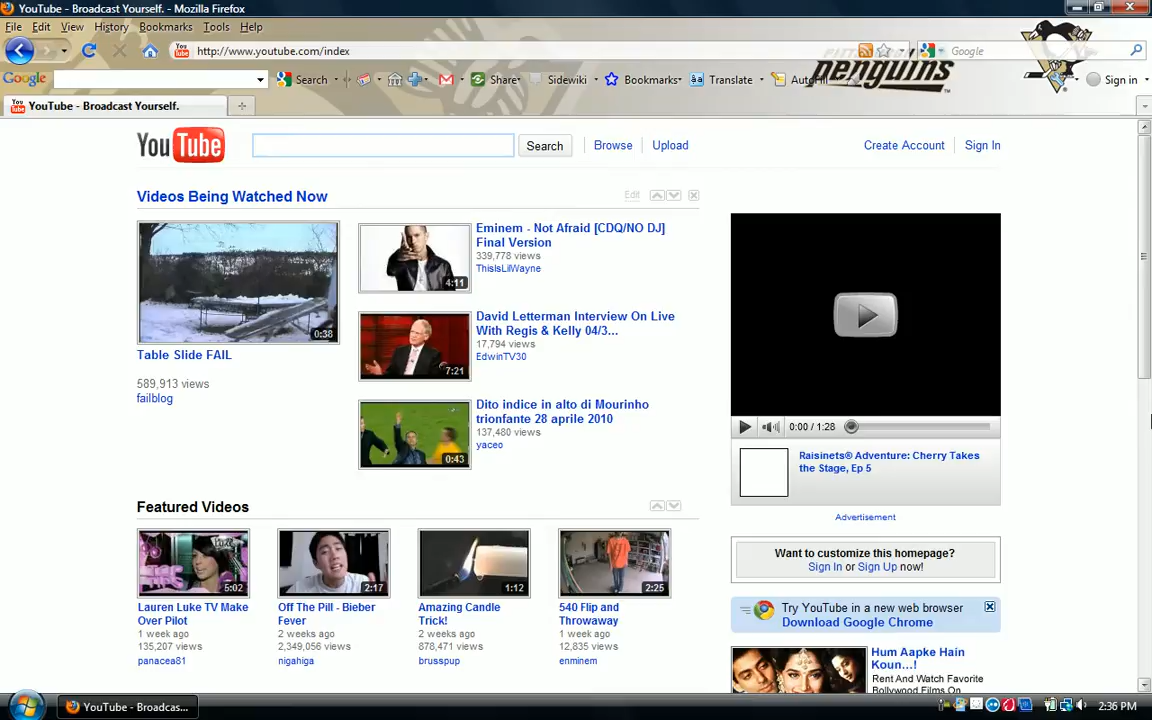 YouTube - Broadcast Yourself. - Mozilla Firefox
File Edit View History Bookmarks Tools Help
You Tube http://www.youtube.com/index Google
Google Search Share Sidewiki Bookmarks Translate AutoFill Sign in
penguins
YouTube - Broadcast Yourself.
YouTube Search Browse Upload Create Account Sign In
Videos Being Watched Now Edit
0:38
Table Slide FAIL
589,913 views
failblog
4:11
Eminem - Not Afraid [CDQ/NO DJ]
Final Version
339,778 views
ThisIsLilWayne
7:21
David Letterman Interview On Live
With Regis & Kelly 04/3...
17,794 views
EdwinTV30
0:43
Dito indice in alto di Mourinho
trionfante 28 aprile 2010
137,480 views
yaceo
0:00 / 1:28
Raisinets® Adventure: Cherry Takes
the Stage, Ep 5
Advertisement
Want to customize this homepage?
Sign In or Sign Up now!
Try YouTube in a new web browser
Download Google Chrome
Hum Aapke Hain
Koun...!
Rent And Watch Favorite
Bollywood Films On
Featured Videos
5:02
Lauren Luke TV Make
Over Pilot
1 week ago
135,207 views
panacea81
2:17
Off The Pill - Bieber
Fever
2 weeks ago
2,349,056 views
nigahiga
1:12
Amazing Candle
Trick!
2 weeks ago
878,471 views
brusspup
2:25
540 Flip and
Throwaway
1 week ago
12,835 views
enminem
YouTube - Broadcas...
2:36 PM